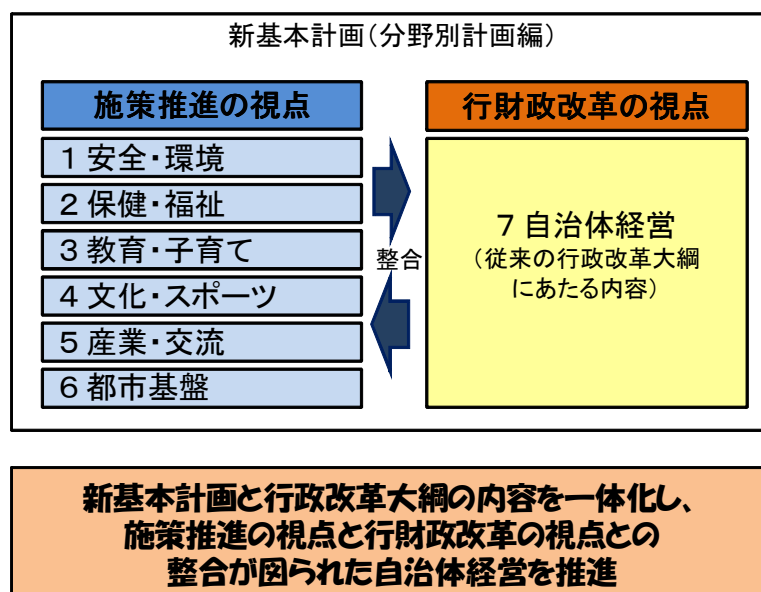 新基本計画（分野別計画編）
施策推進の視点
１ 安全・環境
２ 保健・福祉
３ 教育・子育て
４ 文化・スポーツ
５ 産業・交流
６ 都市基盤
整合
行財政改革の視点
７ 自治体経営
（従来の行政改革大綱
にあたる内容）
新基本計画と行政改革大綱の内容を一体化し、
施策推進の視点と行財政改革の視点との
整合が図られた自治体経営を推進